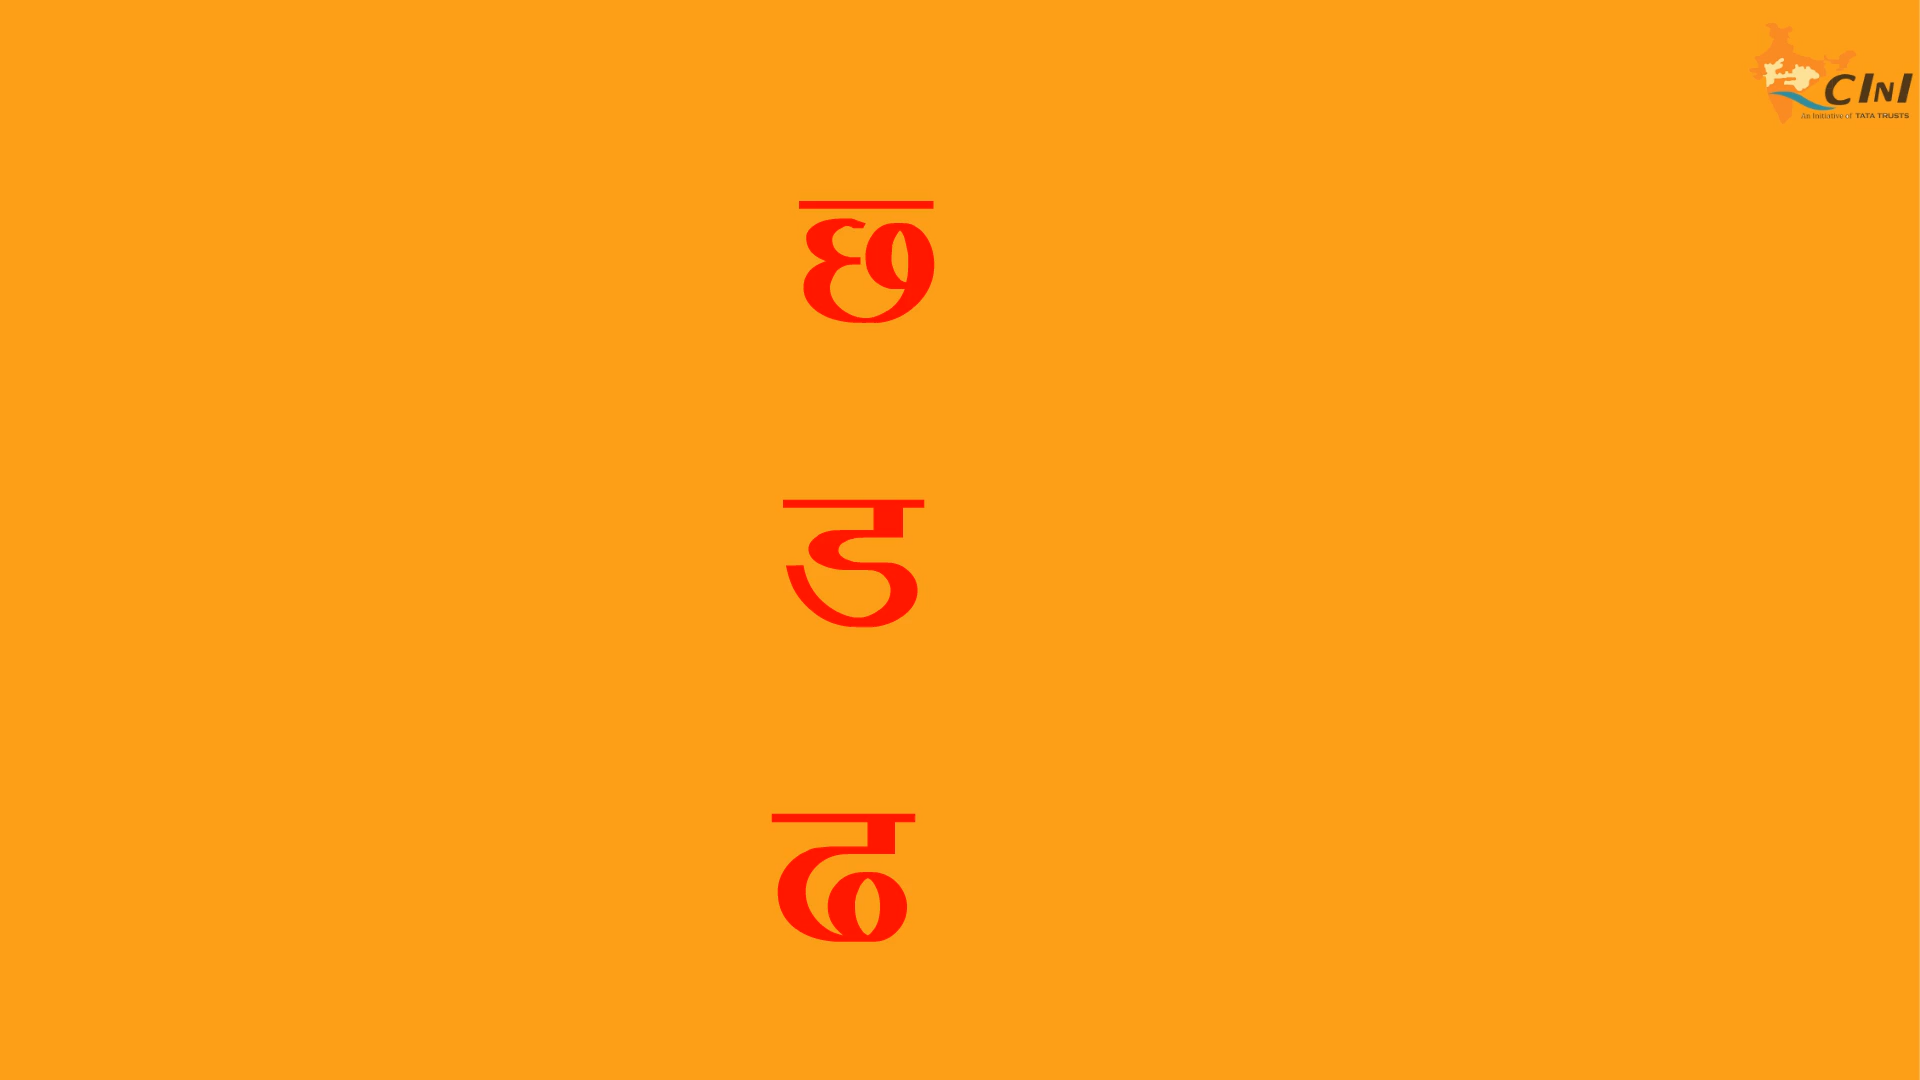 CInI
An Initiative of TATA TRUSTS
छ
ड
ढ